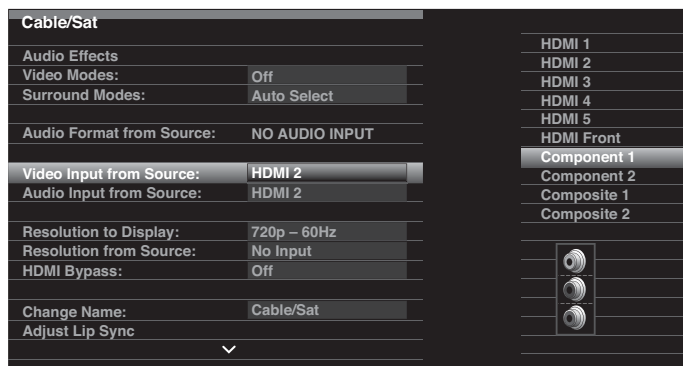 Cable/Sat
Audio Effects
Video Modes: Off
Surround Modes: Auto Select
Audio Format from Source: NO AUDIO INPUT
Video Input from Source: HDMI 2
Audio Input from Source: HDMI 2
Resolution to Display: 720p – 60Hz
Resolution from Source: No Input
HDMI Bypass: Off
Change Name: Cable/Sat
Adjust Lip Sync
HDMI 1
HDMI 2
HDMI 3
HDMI 4
HDMI 5
HDMI Front
Component 1
Component 2
Composite 1
Composite 2